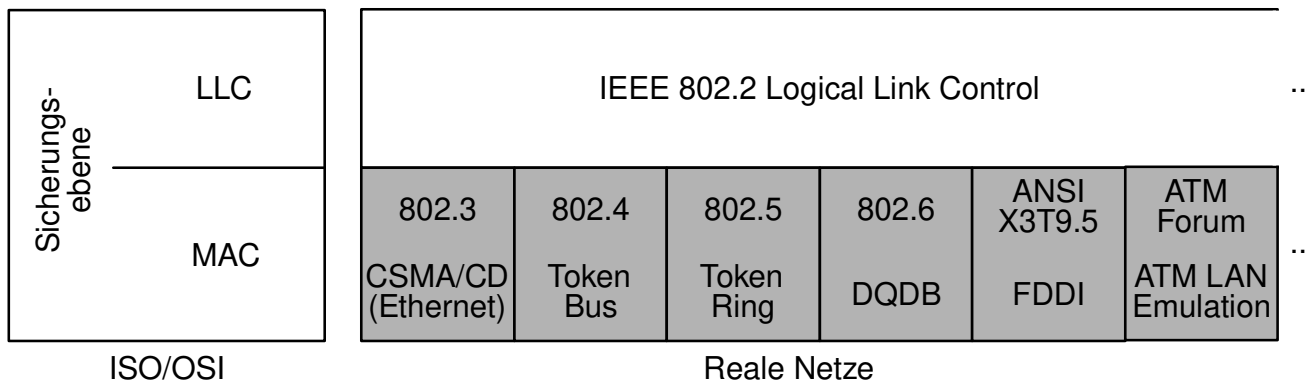 Sicherungs-
ebene
LLC
MAC
ISO/OSI
IEEE 802.2 Logical Link Control
..
802.3
CSMA/CD
(Ethernet)
802.4
Token
Bus
802.5
Token
Ring
802.6
DQDB
ANSI
X3T9.5
FDDI
ATM
Forum
ATM LAN
Emulation
..
Reale Netze